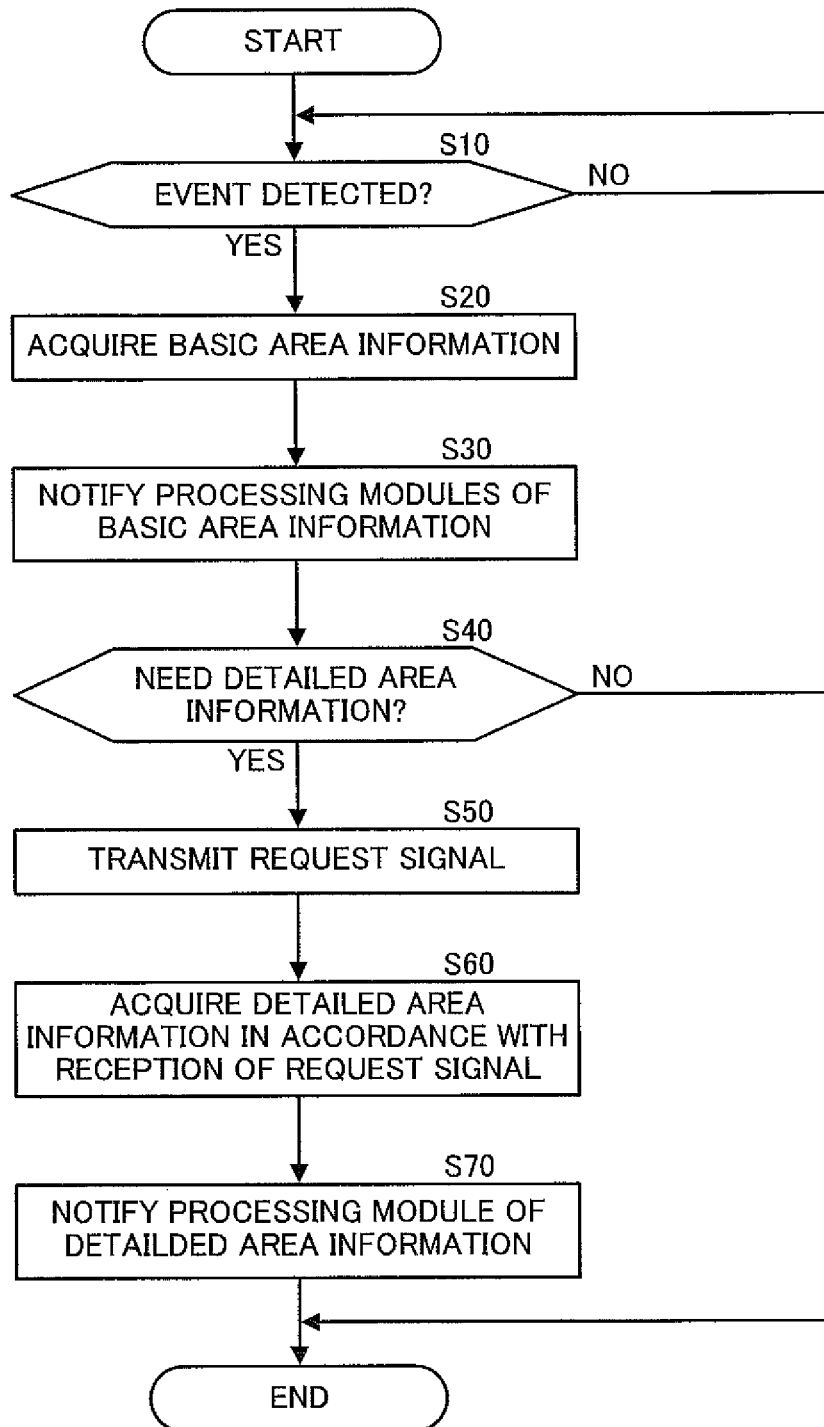 START
S10
EVENT DETECTED?
NO
YES
S20
ACQUIRE BASIC AREA INFORMATION
S30
NOTIFY PROCESSING MODULES OF
BASIC AREA INFORMATION
S40
NEED DETAILED AREA
INFORMATION?
NO
YES
S50
TRANSMIT REQUEST SIGNAL
S60
ACQUIRE DETAILED AREA
INFORMATION IN ACCORDANCE WITH
RECEPTION OF REQUEST SIGNAL
S70
NOTIFY PROCESSING MODULE OF
DETAILDED AREA INFORMATION
END